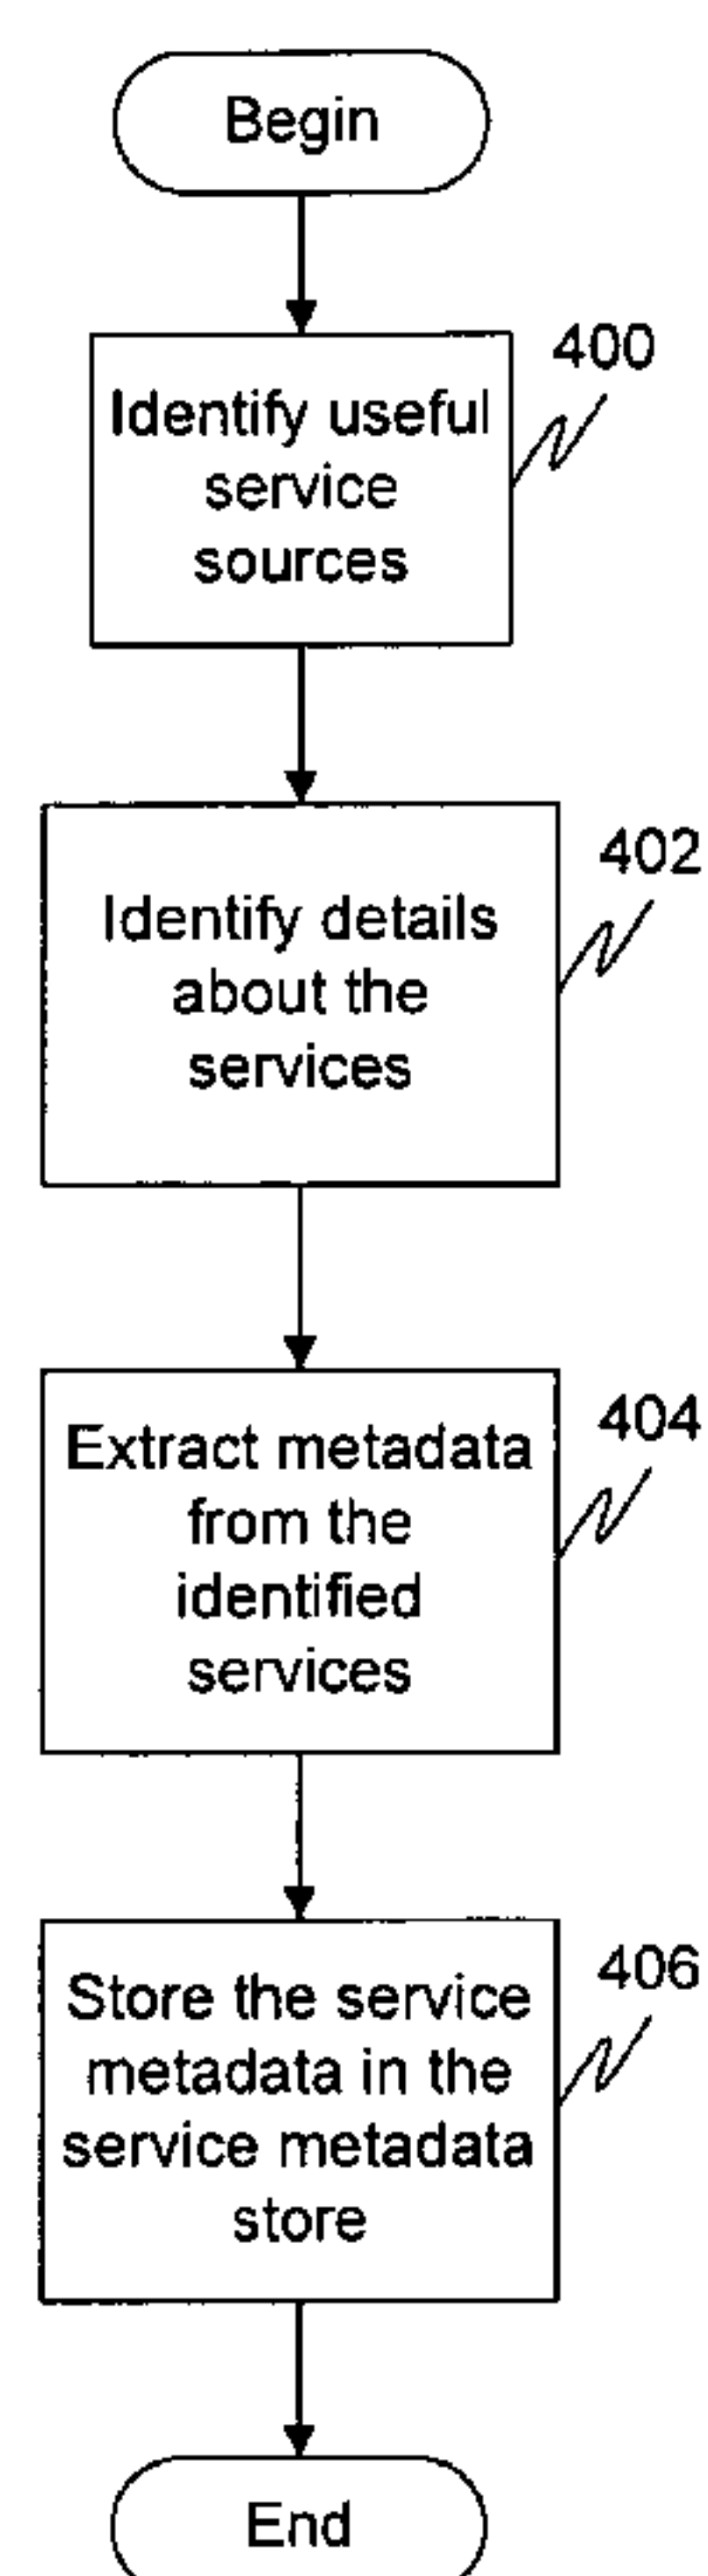 Begin
400
Identify useful
service
sources
402
Identify details
about the
services
404
Extract metadata
from the
identified
services
406
Store the service
metadata in the
service metadata
store
End